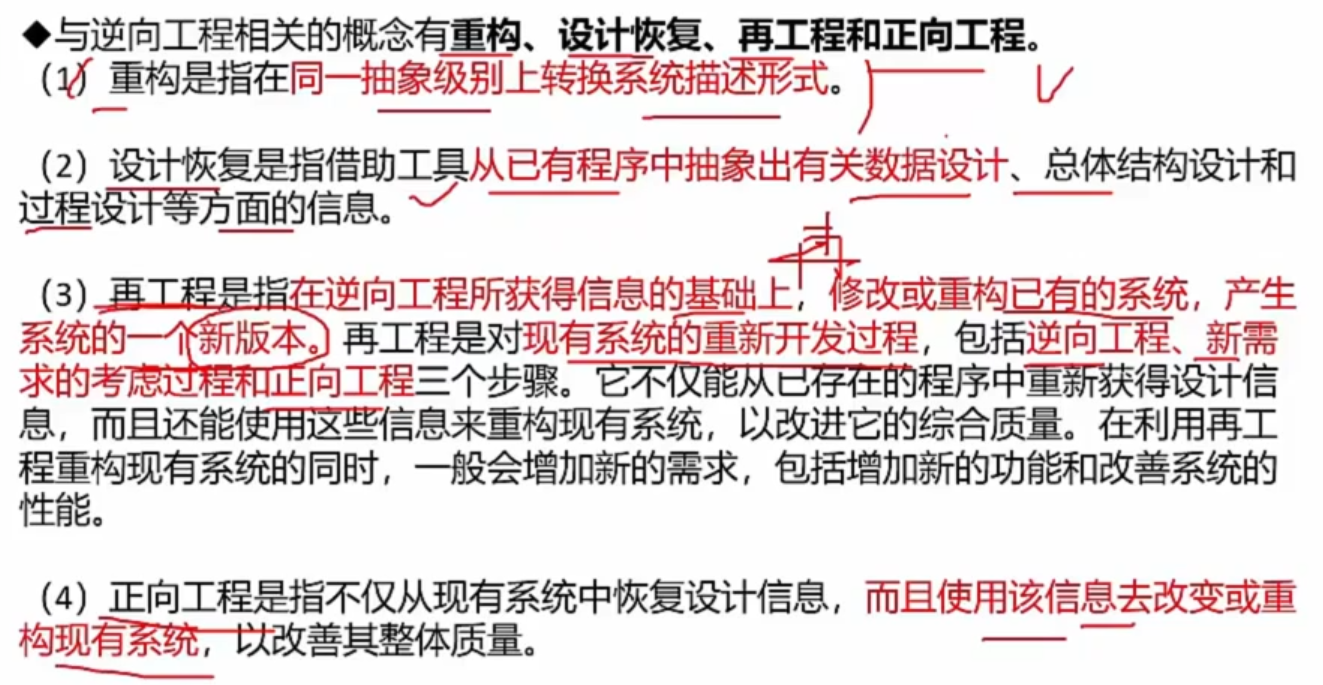 ◆与逆向工程相关的概念有重构、设计恢复、再工程和正向工程。
（1）重构是指在同一抽象级别上转换系统描述形式。
（2）设计恢复是指借助工具从已有程序中抽象出有关数据设计、总体结构设计和
过程设计等方面的信息。
（3）再工程是指在逆向工程所获得信息的基础上，修改或重构已有的系统，产生
系统的一个新版本。再工程是对现有系统的重新开发过程，包括逆向工程、新需
求的考虑过程和正向工程三个步骤。它不仅能从已存在的程序中重新获得设计信
息，而且还能使用这些信息来重构现有系统，以改进它的综合质量。在利用再工
程重构现有系统的同时，一般会增加新的需求，包括增加新的功能和改善系统的
性能。
（4）正向工程是指不仅从现有系统中恢复设计信息，而且使用该信息去改变或重
构现有系统，以改善其整体质量。